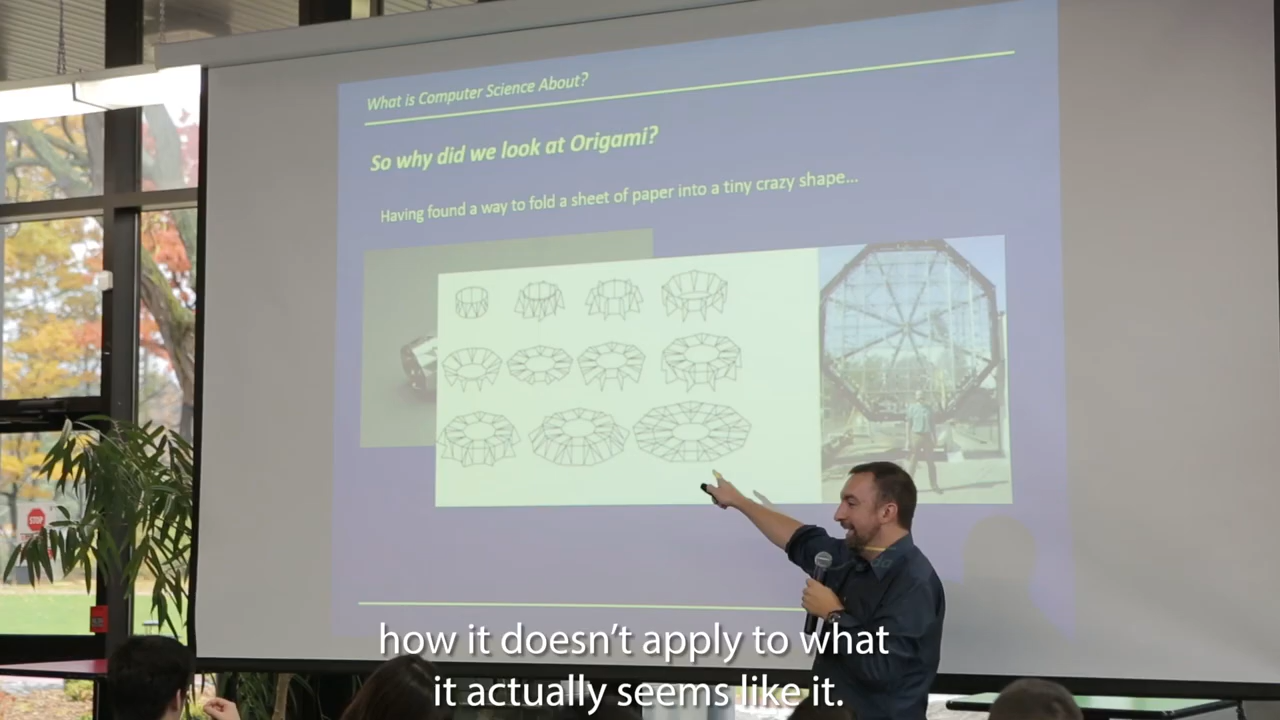 What is Computer Science About?
So why did we look at Origami?
Having found a way to fold a sheet of paper into a tiny crazy shape...
STOP
how it doesn't apply to what
it actually seems like it.